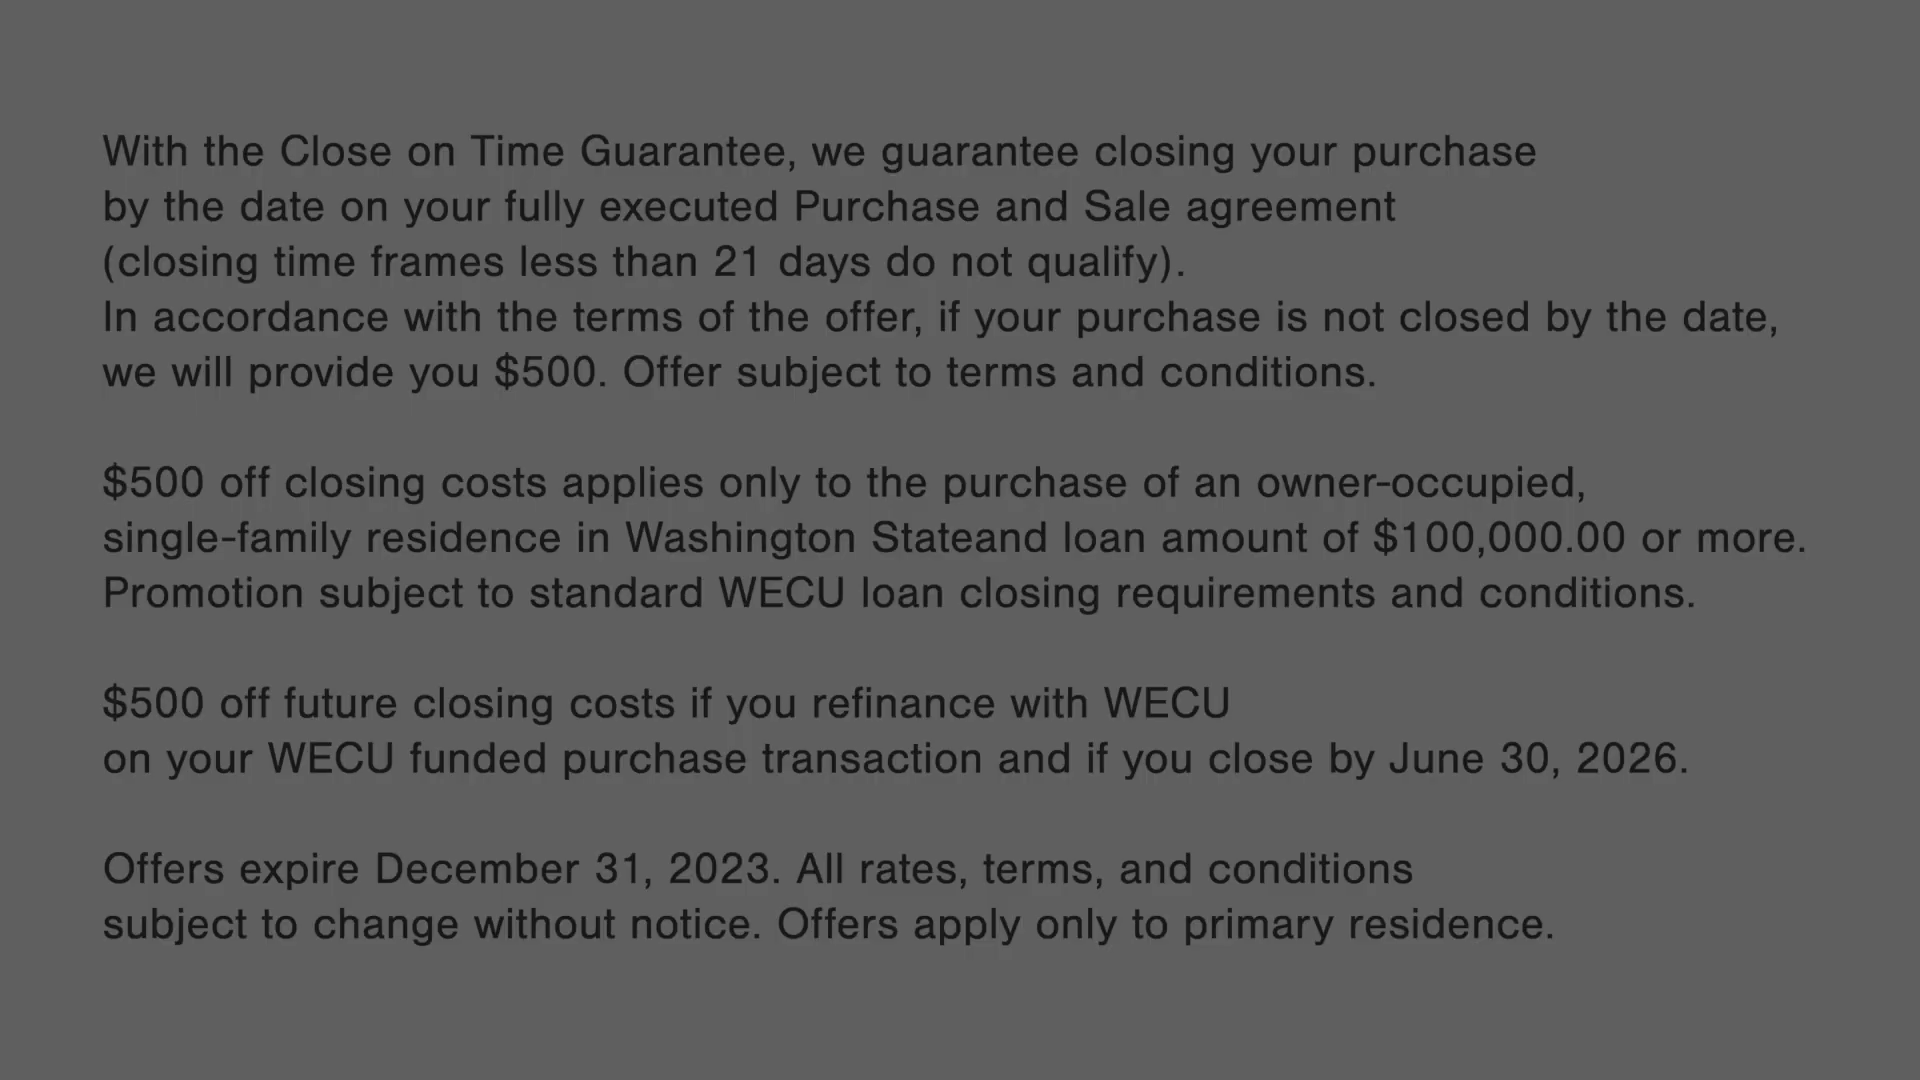 With the Close on Time Guarantee, we guarantee closing your purchase
by the date on your fully executed Purchase and Sale agreement
(closing time frames less than 21 days do not qualify).
In accordance with the terms of the offer, if your purchase is not closed by the date,
we will provide you $500. Offer subject to terms and conditions.
$500 off closing costs applies only to the purchase of an owner-occupied,
single-family residence in Washington Stateand loan amount of $100,000.00 or more.
Promotion subject to standard WECU loan closing requirements and conditions.
$500 off future closing costs if you refinance with WECU
on your WECU funded purchase transaction and if you close by June 30, 2026.
Offers expire December 31, 2023. All rates, terms, and conditions
subject to change without notice. Offers apply only to primary residence.